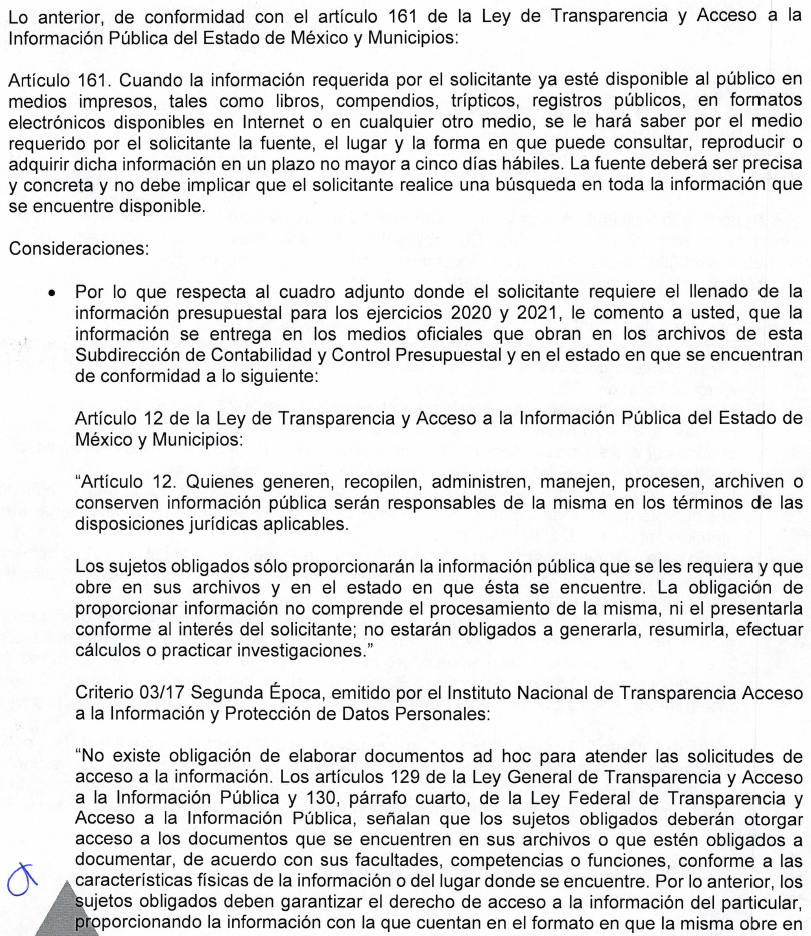 Lo anterior, de conformidad con el artículo 161 de la Ley de Transparencia y Acceso a la
Información Pública del Estado de México y Municipios:
Artículo 161. Cuando la información requerida por el solicitante ya esté disponible al público en
medios impresos, tales como libros, compendios, trípticos, registros públicos, en formatos
electrónicos disponibles en Internet o en cualquier otro medio, se le hará saber por el medio
requerido por el solicitante la fuente, el lugar y la forma en que puede consultar, reproducir o
adquirir dicha información en un plazo no mayor a cinco días hábiles. La fuente deberá ser precisa
y concreta y no debe implicar que el solicitante realice una búsqueda en toda la información que
se encuentre disponible.
Consideraciones:
• Por lo que respecta al cuadro adjunto donde el solicitante requiere el llenado de la
información presupuestal para los ejercicios 2020 y 2021, le comento a usted, que la
información se entrega en los medios oficiales que obran en los archivos de esta
Subdirección de Contabilidad y Control Presupuestal y en el estado en que se encuentran
de conformidad a lo siguiente:
Artículo 12 de la Ley de Transparencia y Acceso a la Información Pública del Estado de
México y Municipios:
“Artículo 12. Quienes generen, recopilen, administren, manejen, procesen, archiven o
conserven información pública serán responsables de la misma en los términos de las
disposiciones jurídicas aplicables.
Los sujetos obligados sólo proporcionarán la información pública que se les requiera y que
obre en sus archivos y en el estado en que ésta se encuentre. La obligación de
proporcionar información no comprende el procesamiento de la misma, ni el presentarla
conforme al interés del solicitante; no estarán obligados a generarla, resumirla, efectuar
cálculos o practicar investigaciones.”
Criterio 03/17 Segunda Época, emitido por el Instituto Nacional de Transparencia Acceso
a la Información y Protección de Datos Personales:
“No existe obligación de elaborar documentos ad hoc para atender las solicitudes de
acceso a la información. Los artículos 129 de la Ley General de Transparencia y Acceso
a la Información Pública y 130, párrafo cuarto, de la Ley Federal de Transparencia y
Acceso a la Información Pública, señalan que los sujetos obligados deberán otorgar
acceso a los documentos que se encuentren en sus archivos o que estén obligados a
documentar, de acuerdo con sus facultades, competencias o funciones, conforme a las
características físicas de la información o del lugar donde se encuentre. Por lo anterior, los
sujetos obligados deben garantizar el derecho de acceso a la información del particular,
proporcionando la información con la que cuentan en el formato en que la misma obre en